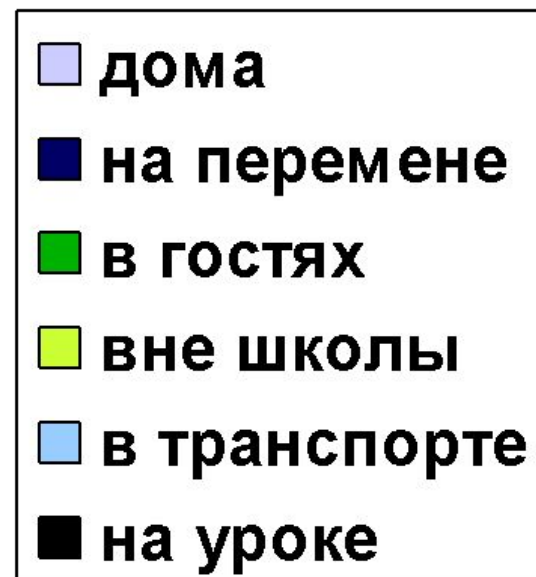 дома
на перемене
в гостях
вне школы
в транспорте
на уроке